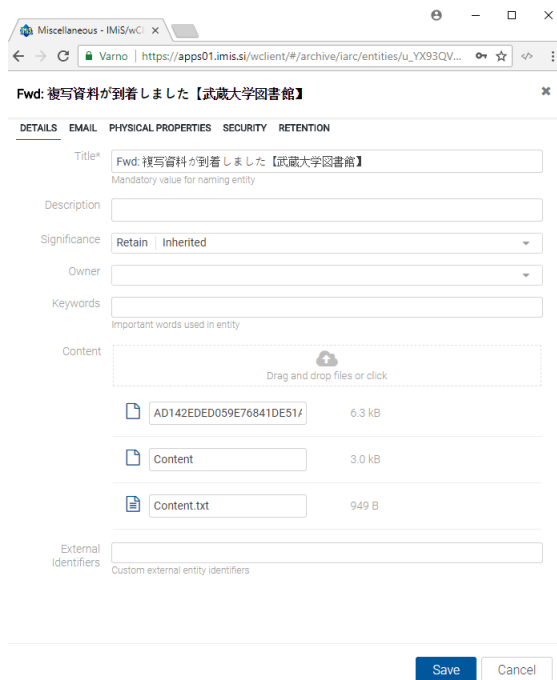 Miscellaneous - IMiS/wCl
Varno | https://apps01.imis.si/wclient/#/archive/iarc/entities/u_YX93QV...
Fwd: 複写資料が到着しました【武蔵大学図書館】
DETAILS EMAIL PHYSICAL PROPERTIES SECURITY RETENTION
Title* Fwd: 複写資料が到着しました【武蔵大学図書館】
Mandatory value for naming entity
Description
Significance Retain Inherited
Owner
Keywords
Important words used in entity
Content
Drag and drop files or click
AD142EDED059E76841DE51A 6.3 kB
Content 3.0 kB
Content.txt 949 B
External
Identifiers
Custom external entity identifiers
Save Cancel